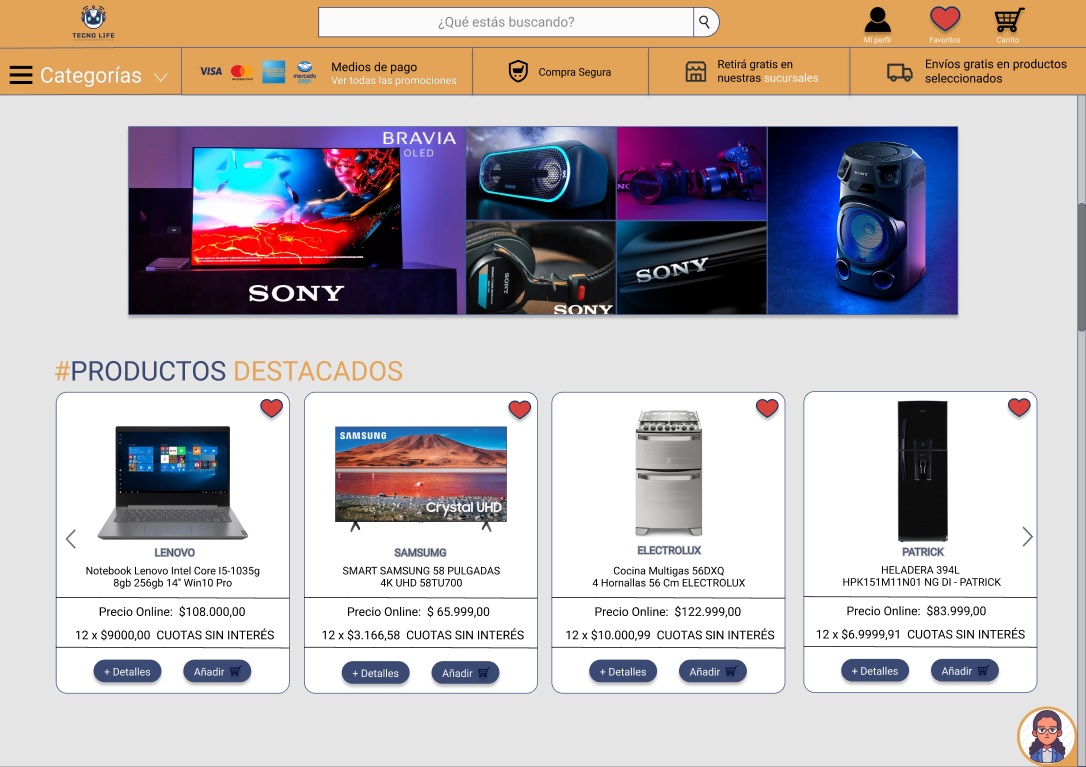 TECNO LIFE
¿Qué estás buscando?
Mi perfil
Favoritos
Carrito
Categorías
VISA
mercado
pago
Medios de pago
Ver todas las promociones
Compra Segura
Retirá gratis en
nuestras sucursales
Envíos gratis en productos
seleccionados
BRAVIA
OLED
SONY
SONY
SONY
SONY
SONY
#PRODUCTOS DESTACADOS
SAMSUNG
Crystal UHD
LENOVO
Notebook Lenovo Intel Core I5-1035g
8gb 256gb 14" Win10 Pro
Precio Online: $108.000,00
12 x $9000,00 CUOTAS SIN INTERÉS
+ Detalles
Añadir
SAMSUMG
SMART SAMSUNG 58 PULGADAS
4K UHD 58TU700
Precio Online: $ 65.999,00
12 x $3.166,58 CUOTAS SIN INTERÉS
+ Detalles
Añadir
ELECTROLUX
Cocina Multigas 56DXQ
4 Hornallas 56 Cm ELECTROLUX
Precio Online: $122.999,00
12 x $10.000,99 CUOTAS SIN INTERÉS
+ Detalles
Añadir
PATRICK
HELADERA 394L
HPK151M11N01 NG DI - PATRICK
Precio Online: $83.999,00
12 x $6.9999,91 CUOTAS SIN INTERÉS
+ Detalles
Añadir